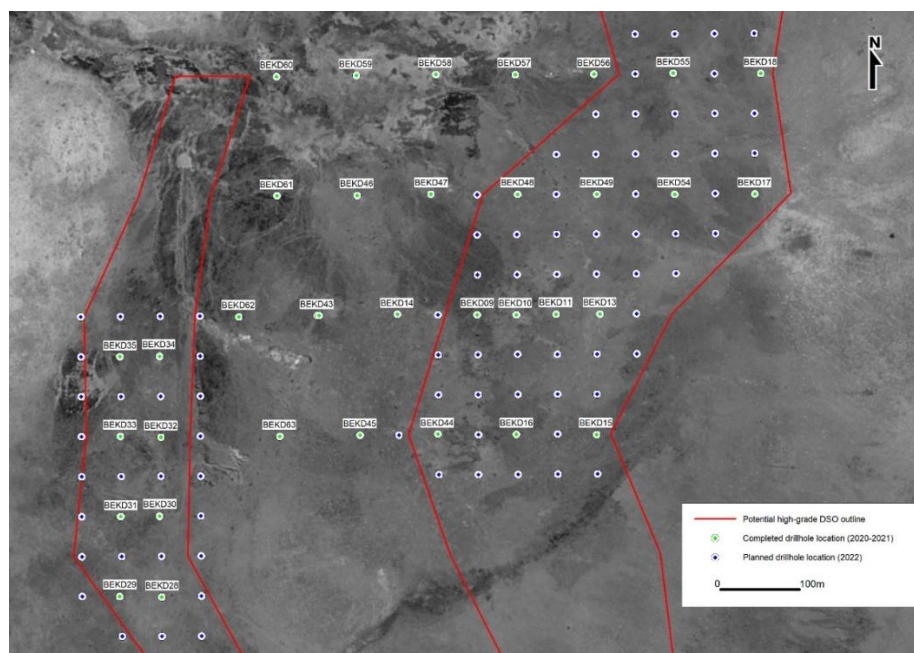 N
BEKD60 BEKD59 BEKD58 BEKD57 BEKD56 BEKD55 BEKD18
BEKD61 BEKD46 BEKD47 BEKD48 BEKD49 BEKD54 BEKD17
BEKD62 BEKD43 BEKD14 BEKD09 BEKD10 BEKD11 BEKD13
BEKD35 BEKD34
BEKD33 BEKD32 BEKD63 BEKD45 BEKD44 BEKD16 BEKD15
BEKD31 BEKD30
BEKD29 BEKD28
Potential high-grade DSO outline
Completed drillhole location (2020-2021)
Planned drillhole location (2022)
0 100m